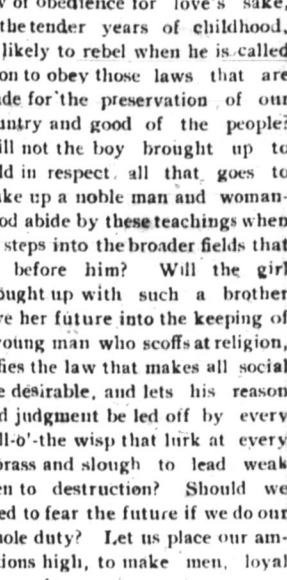 of obedience for love's sake,
the tender years of childhood,
likely to rebel when he is called
on to obey those laws that are
de for the preservation of our
untry and good of the people?
ill not the boy brought up to
ld in respect all that goes to
ke up a noble man and woman-
od abide by these teachings when
steps into the broader fields that
before him? Will the girl
ought up with such a brother
e her future into the keeping of
young man who scoffs at religion,
fies the law that makes all social
e desirable, and lets his reason
d judgment be led off by every
ll-o'-the wisp that lurk at every
orass and slough to lead weak
en to destruction? Should we
ed to fear the future if we do our
hole duty? Let us place our am-
tions high, to make men, loyal